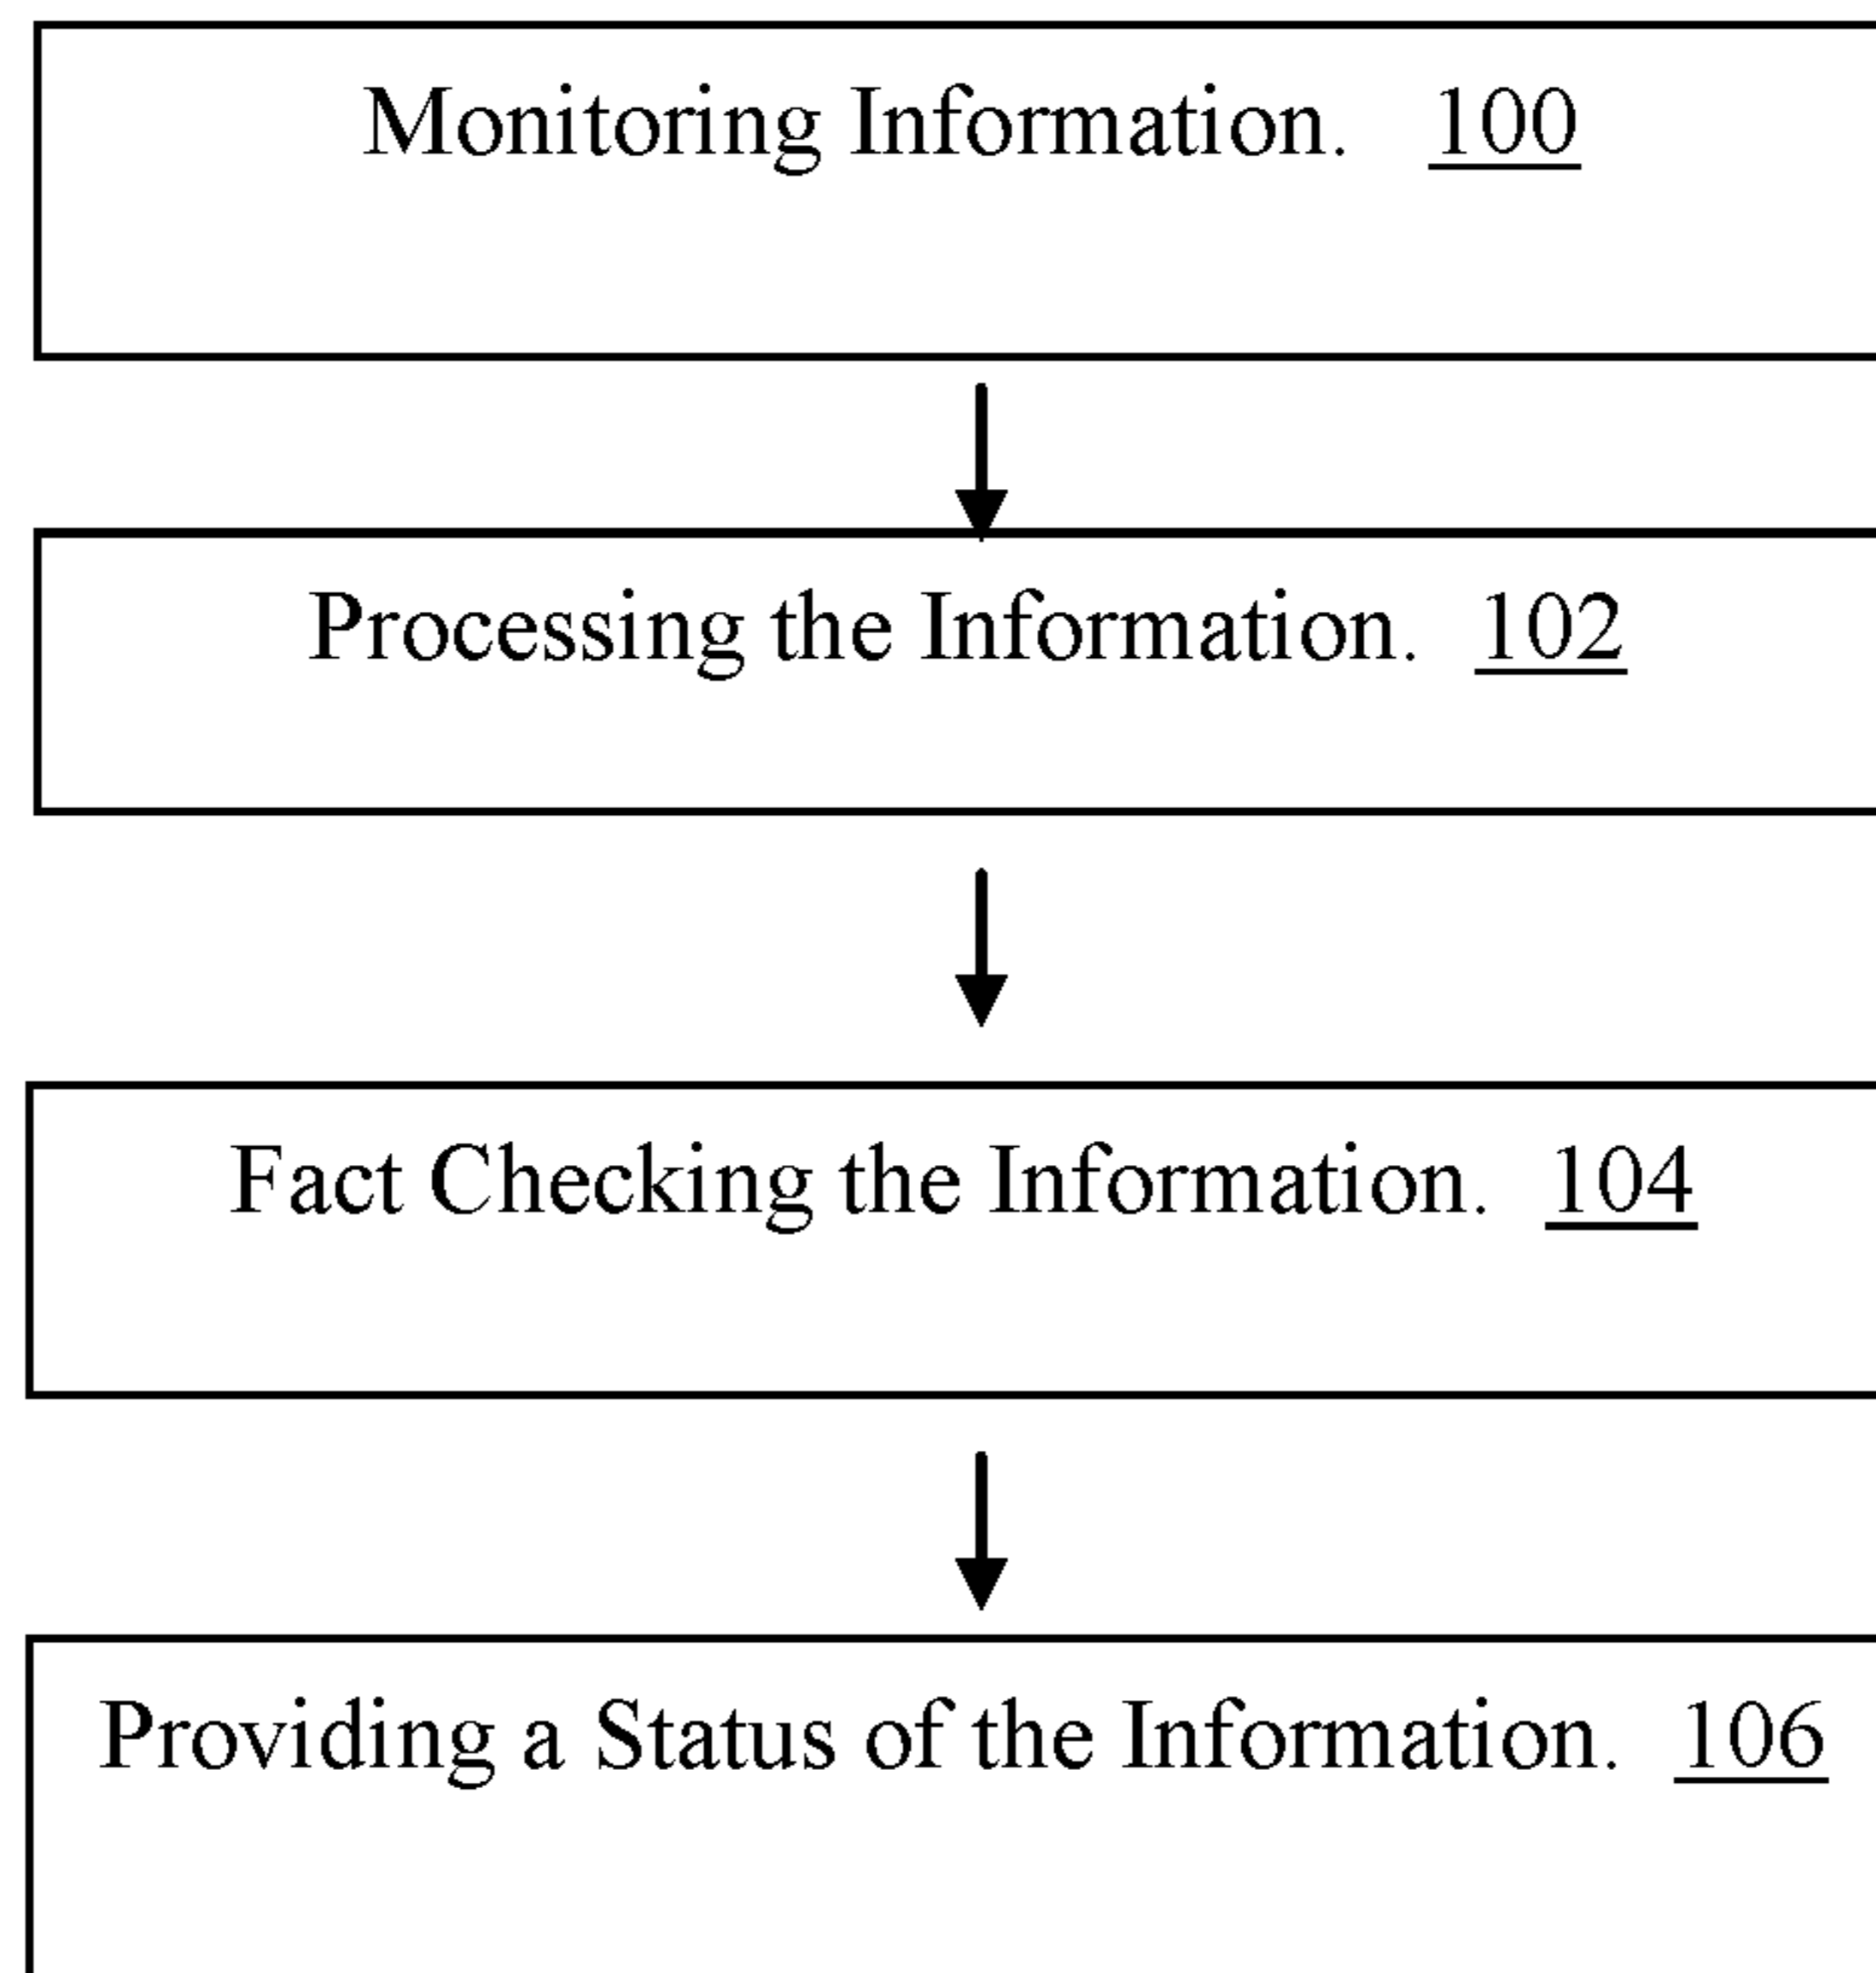 Monitoring Information. 100
Processing the Information. 102
Fact Checking the Information. 104
Providing a Status of the Information. 106